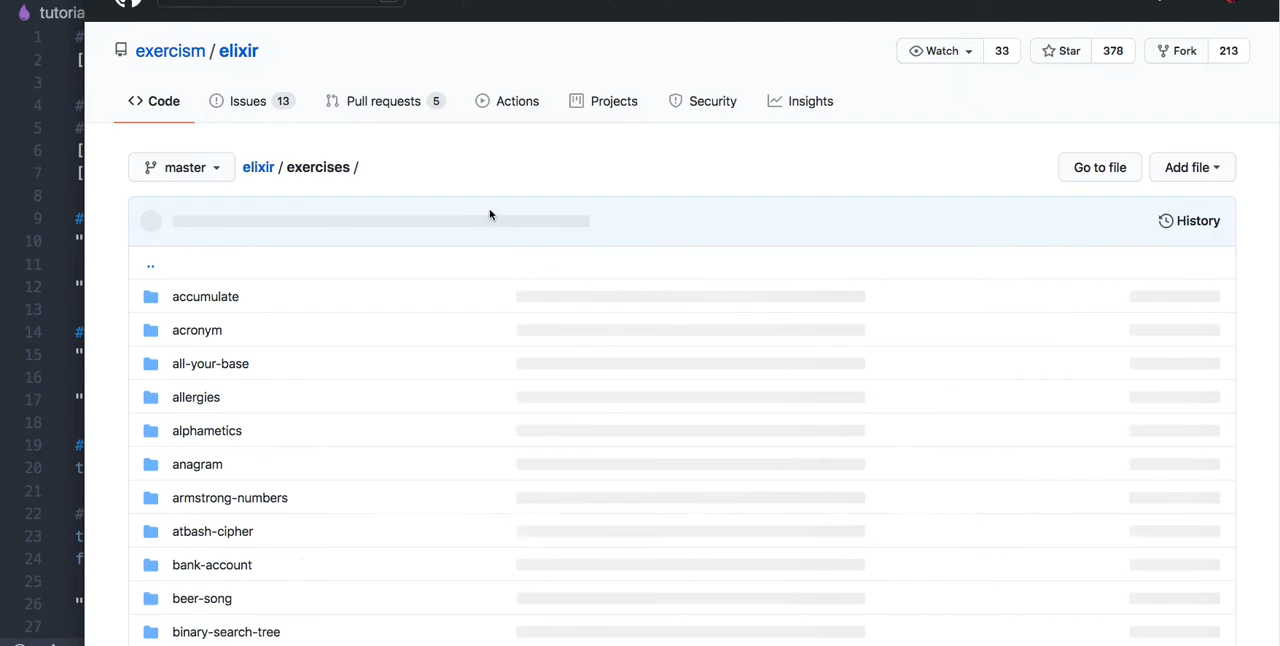 tutoria
exercism / elixir
Watch 33
Star 378
Fork 213
Code
Issues 13
Pull requests 5
Actions
Projects
Security
Insights
master
elixir / exercises /
Go to file
Add file
History
..
accumulate
acronym
all-your-base
allergies
alphametics
anagram
armstrong-numbers
atbash-cipher
bank-account
beer-song
binary-search-tree
1 #
2 [
3
4 #
5 #
6 [
7 [
8
9 #
10 "
11
12 "
13
14 #
15 "
16
17 "
18
19 #
20 t
21
22 #
23 t
24 f
25
26 "
27